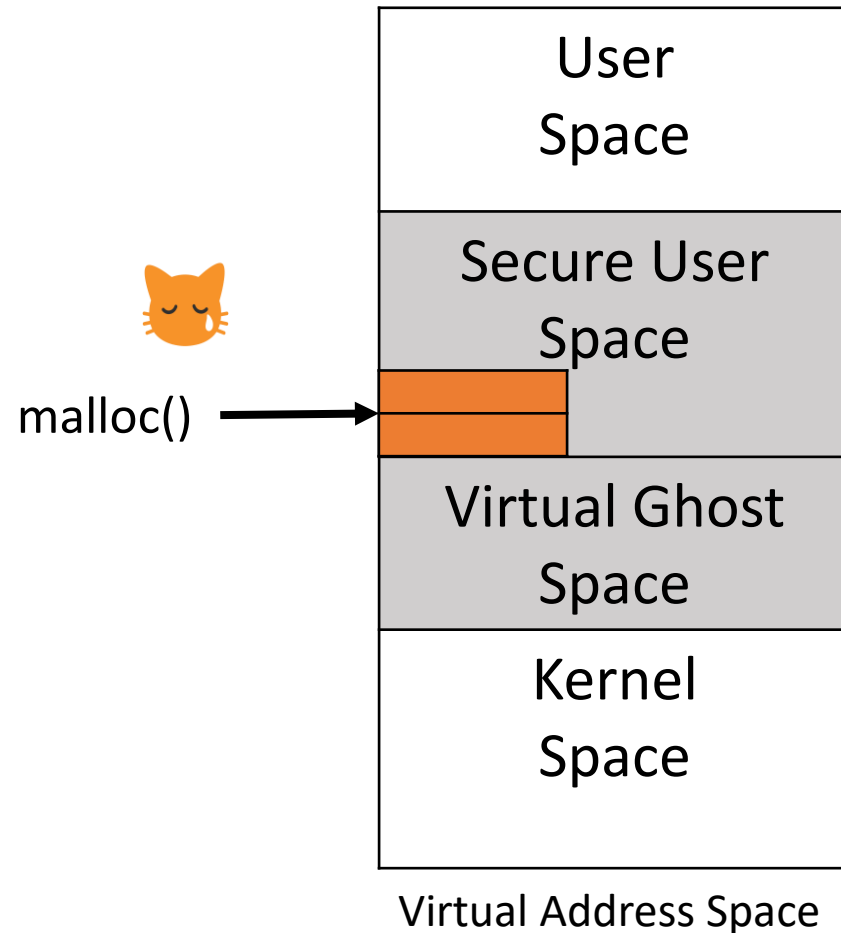 User
Space
Secure User
Space
malloc()
Virtual Ghost
Space
Kernel
Space
Virtual Address Space